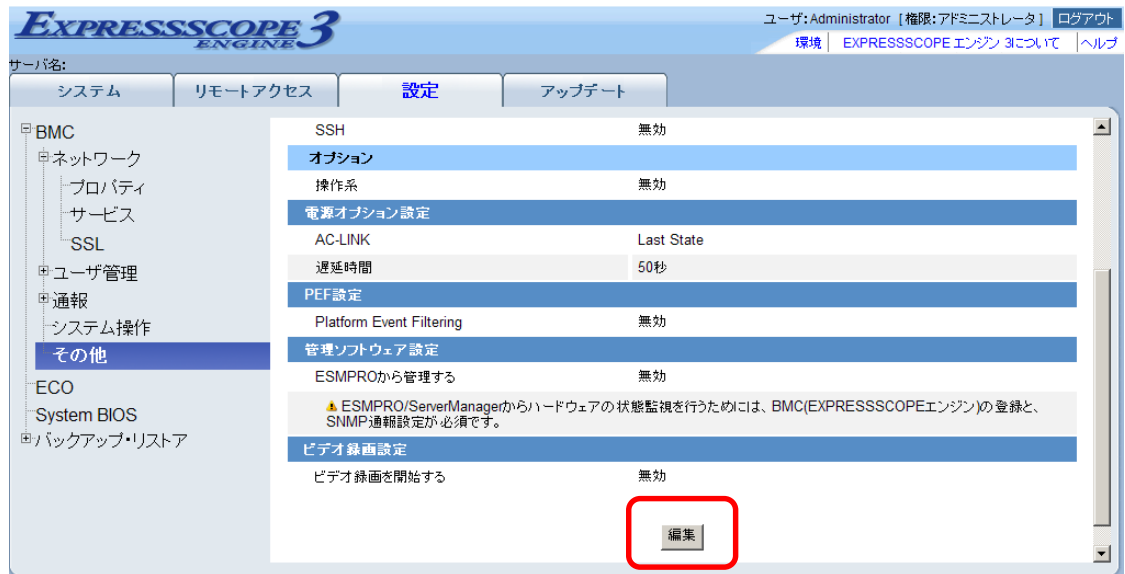 EXPRESSSCOPE 3
ENGINE
ユーザ:Administrator [権限:アドミニストレータ] ログアウト
環境 EXPRESSSCOPE エンジン 3について ヘルプ
サーバ名:
システム リモートアクセス 設定 アップデート
BMC
ネットワーク
プロパティ
サービス
SSL
ユーザ管理
通報
システム操作
その他
ECO
System BIOS
バックアップ・リストア
SSH 無効
オプション
操作系 無効
電源オプション設定
AC-LINK Last State
遅延時間 50秒
PEF設定
Platform Event Filtering 無効
管理ソフトウェア設定
ESMPROから管理する 無効
ESMPRO/ServerManagerからハードウェアの状態監視を行うためには、BMC(EXPRESSSCOPEエンジン)の登録と、
SNMP通報設定が必須です。
ビデオ録画設定
ビデオ録画を開始する 無効
編集